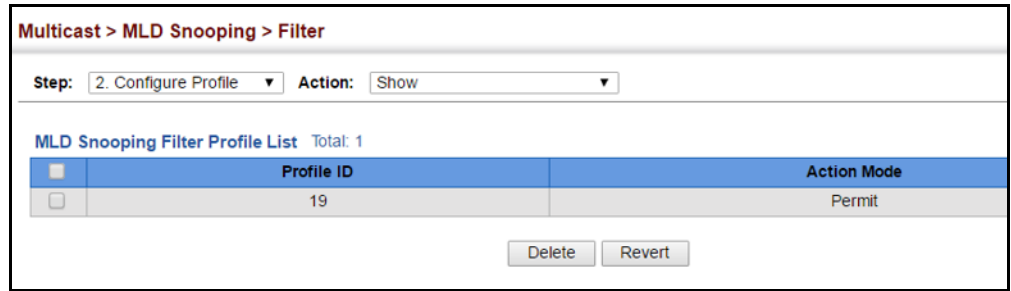 Multicast > MLD Snooping > Filter
Step: 2. Configure Profile Action: Show
MLD Snooping Filter Profile List Total: 1
Profile ID Action Mode
19 Permit
Delete Revert